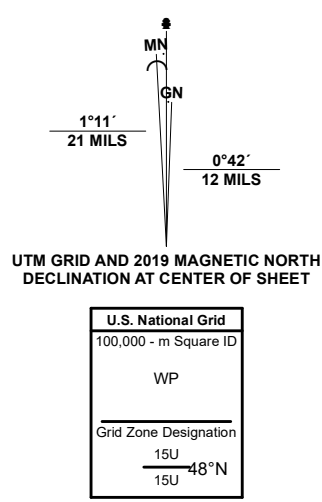 MN
GN
1°11´
21 MILS
0°42´
12 MILS
UTM GRID AND 2019 MAGNETIC NORTH
DECLINATION AT CENTER OF SHEET
U.S. National Grid
100,000 - m Square ID
WP
Grid Zone Designation
15U
48°N
15U